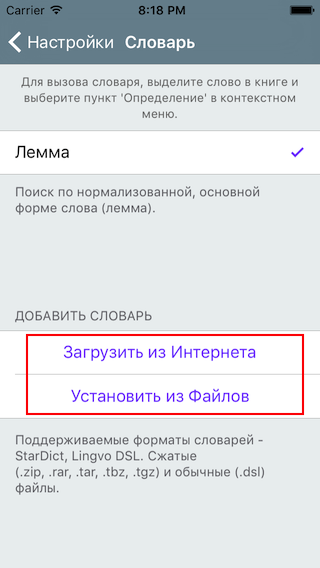 Carrier 8:18 PM
Настройки Словарь
Для вызова словаря, выделите слово в книге и
выберите пункт 'Определение' в контекстном
меню.
Лемма
Поиск по нормализованной, основной
форме слова (лемма).
ДОБАВИТЬ СЛОВАРЬ
Загрузить из Интернета
Установить из Файлов
Поддерживаемые форматы словарей -
StarDict, Lingvo DSL. Сжатые
(.zip, .rar, .tar, .tbz, .tgz) и обычные (.dsl)
файлы.